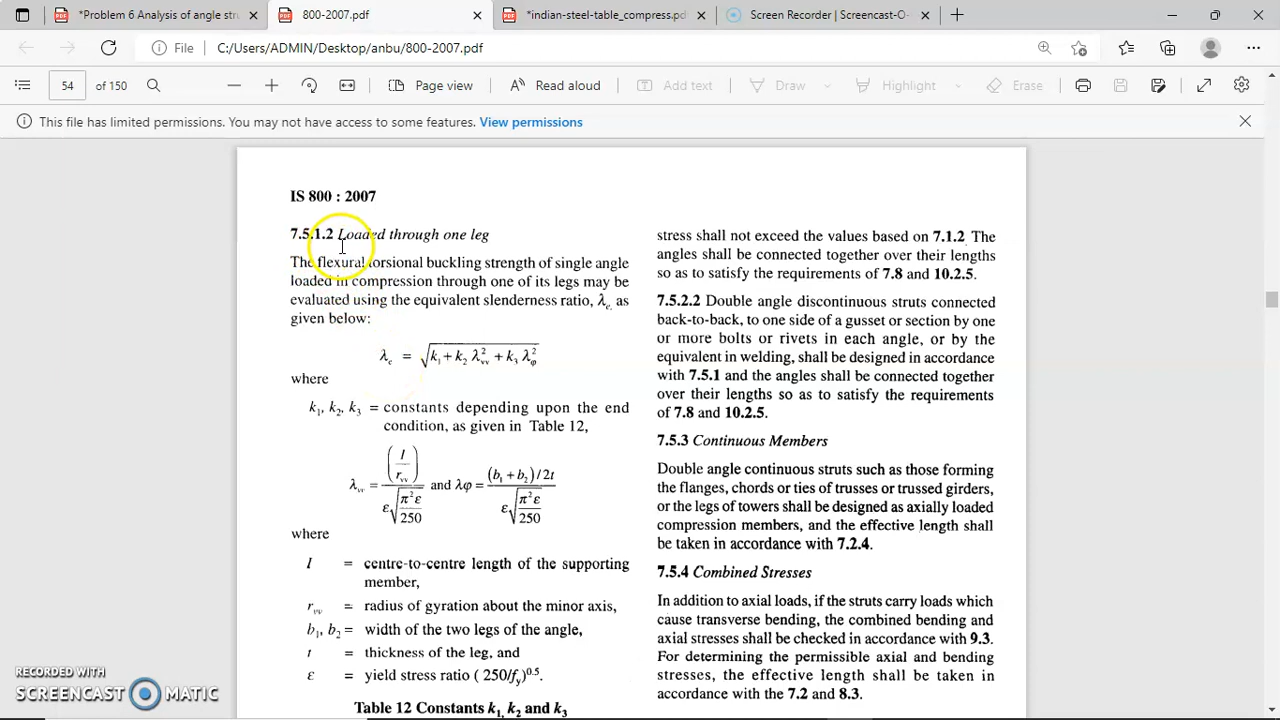 *Problem 6 Analysis of angle str
800-2007.pdf
*indian-steel-table_compress.pd
Screen Recorder | Screencast-O-
File
C:/Users/ADMIN/Desktop/anbu/800-2007.pdf
54 of 150
Page view
Read aloud
Add text
Draw
Highlight
Erase
This file has limited permissions. You may not have access to some features. View permissions
IS 800 : 2007
7.5.1.2 Loaded through one leg
The flexural torsional buckling strength of single angle
loaded in compression through one of its legs may be
evaluated using the equivalent slenderness ratio, λe, as
given below:
λe = √k1 + k2 λ²vv + k3 λ²φ
where
k1, k2, k3 = constants depending upon the end
condition, as given in Table 12,
λvv = (l/rvv) / ε√(π²ε/250) and λφ = (b1 + b2)/2t / ε√(π²ε/250)
where
l = centre-to-centre length of the supporting
member,
rvv = radius of gyration about the minor axis,
b1, b2 = width of the two legs of the angle,
t = thickness of the leg, and
ε = yield stress ratio ( 250/fy)0.5.
Table 12 Constants k1, k2 and k3
stress shall not exceed the values based on 7.1.2. The
angles shall be connected together over their lengths
so as to satisfy the requirements of 7.8 and 10.2.5.
7.5.2.2 Double angle discontinuous struts connected
back-to-back, to one side of a gusset or section by one
or more bolts or rivets in each angle, or by the
equivalent in welding, shall be designed in accordance
with 7.5.1 and the angles shall be connected together
over their lengths so as to satisfy the requirements
of 7.8 and 10.2.5.
7.5.3 Continuous Members
Double angle continuous struts such as those forming
the flanges, chords or ties of trusses or trussed girders,
or the legs of towers shall be designed as axially loaded
compression members, and the effective length shall
be taken in accordance with 7.2.4.
7.5.4 Combined Stresses
In addition to axial loads, if the struts carry loads which
cause transverse bending, the combined bending and
axial stresses shall be checked in accordance with 9.3.
For determining the permissible axial and bending
stresses, the effective length shall be taken in
accordance with the 7.2 and 8.3.
RECORDED WITH
SCREENCAST MATIC